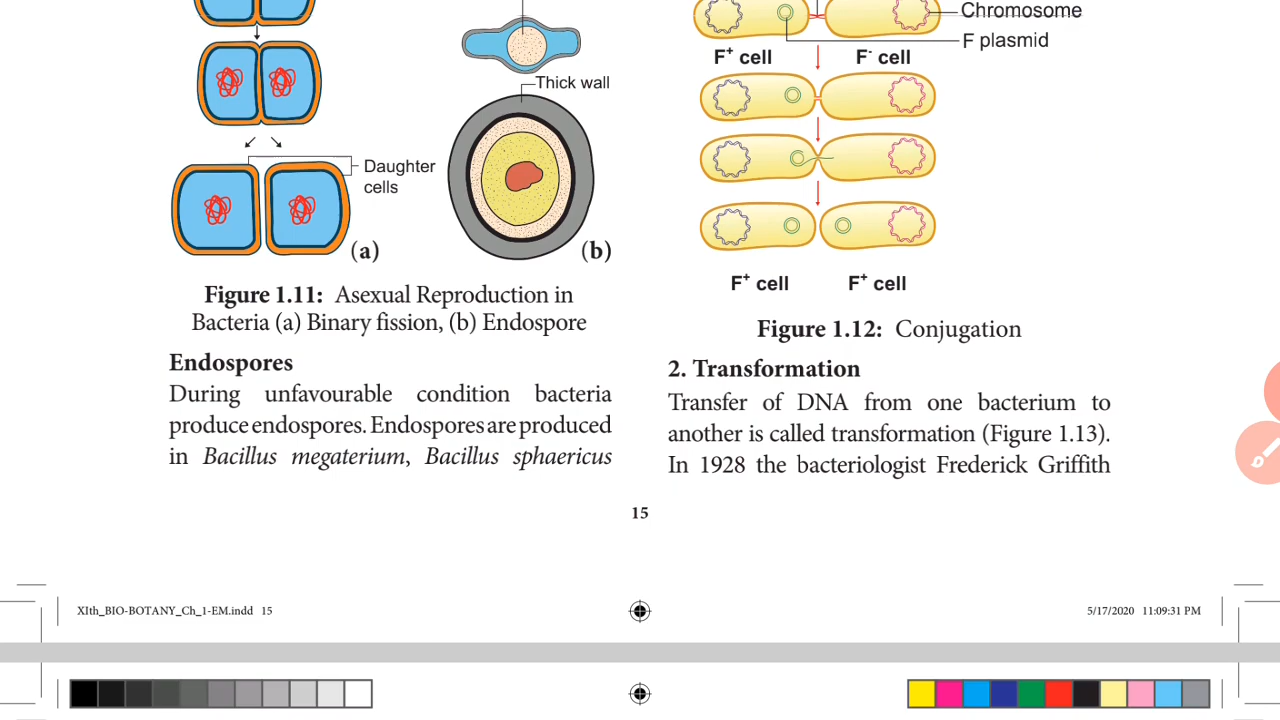 Thick wall
Daughter
cells
(a)
(b)
Figure 1.11: Asexual Reproduction in
Bacteria (a) Binary fission, (b) Endospore
Endospores
During unfavourable condition bacteria
produce endospores. Endospores are produced
in Bacillus megaterium, Bacillus sphaericus
Chromosome
F plasmid
F+ cell
F- cell
F+ cell
F+ cell
Figure 1.12: Conjugation
2. Transformation
Transfer of DNA from one bacterium to
another is called transformation (Figure 1.13).
In 1928 the bacteriologist Frederick Griffith
15
XIth_BIO-BOTANY_Ch_1-EM.indd 15
5/17/2020 11:09:31 PM